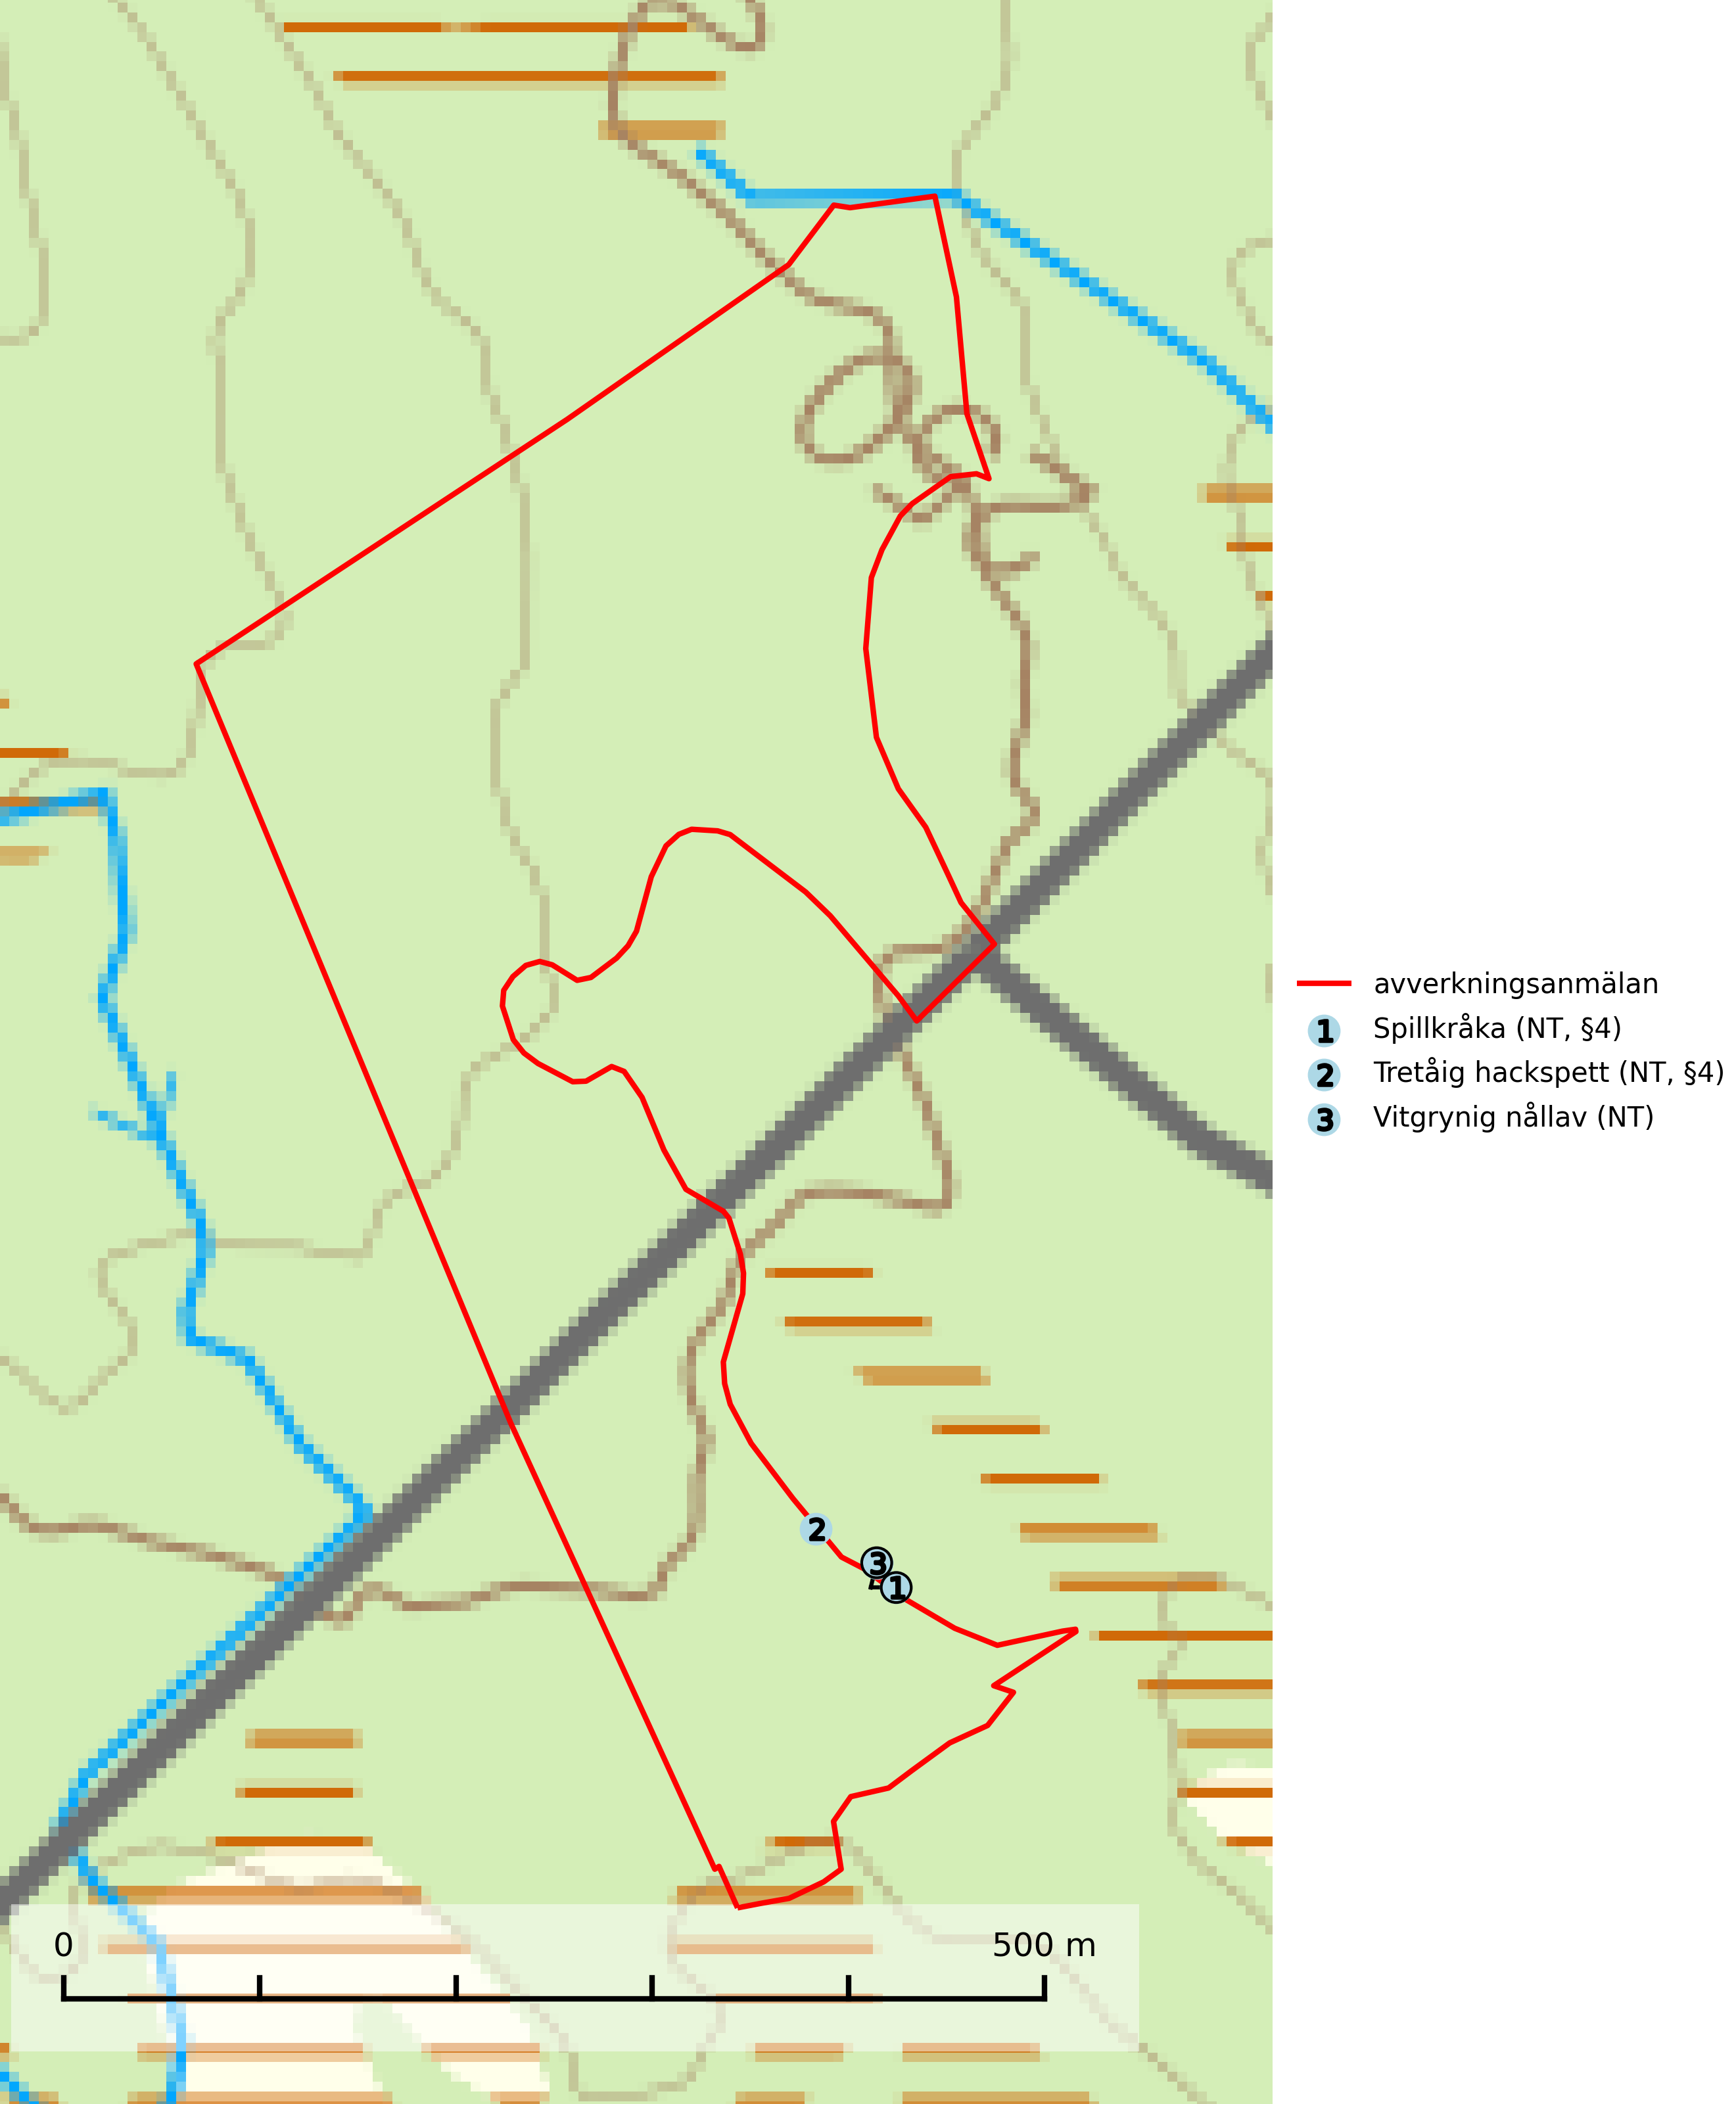 avverkningsanmälan
1 Spillkråka (NT, §4)
2 Tretåig hackspett (NT, §4)
3 Vitgrynig nållav (NT)
2
3
1
0 500 m